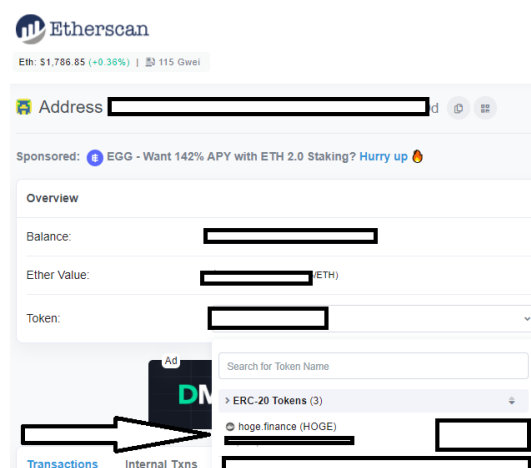 Etherscan
Eth: $1,786.85 (+0.36%) | 115 Gwei
Address
Sponsored: EGG - Want 142% APY with ETH 2.0 Staking? Hurry up
Overview
Balance:
Ether Value: /ETH)
Token:
Search for Token Name
Ad
ERC-20 Tokens (3)
hoge.finance (HOGE)
Transactions Internal Txns